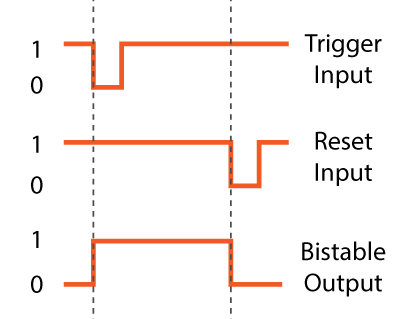 1
Trigger
Input
0
1
Reset
Input
0
1
Bistable
Output
0